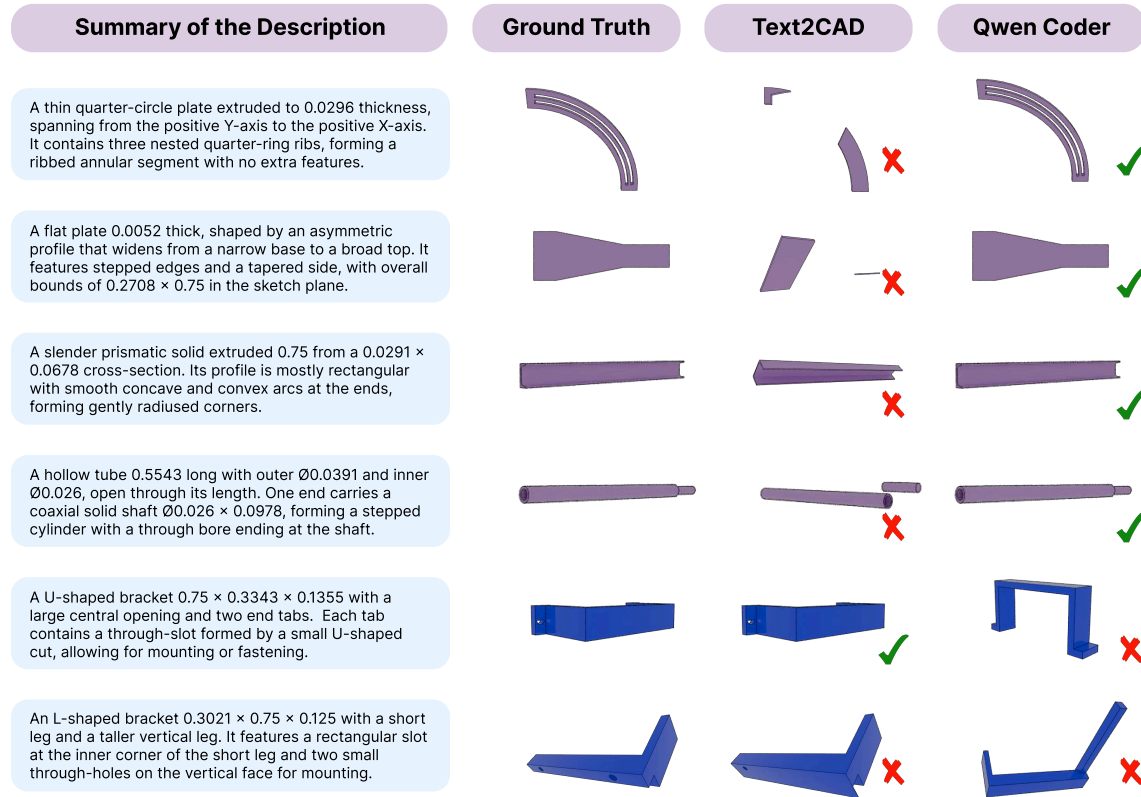 Summary of the Description
Ground Truth
Text2CAD
Qwen Coder
A thin quarter-circle plate extruded to 0.0296 thickness,
spanning from the positive Y-axis to the positive X-axis.
It contains three nested quarter-ring ribs, forming a
ribbed annular segment with no extra features.
A flat plate 0.0052 thick, shaped by an asymmetric
profile that widens from a narrow base to a broad top. It
features stepped edges and a tapered side, with overall
bounds of 0.2708 × 0.75 in the sketch plane.
A slender prismatic solid extruded 0.75 from a 0.0291 ×
0.0678 cross-section. Its profile is mostly rectangular
with smooth concave and convex arcs at the ends,
forming gently radiused corners.
A hollow tube 0.5543 long with outer Ø0.0391 and inner
Ø0.026, open through its length. One end carries a
coaxial solid shaft Ø0.026 × 0.0978, forming a stepped
cylinder with a through bore ending at the shaft.
A U-shaped bracket 0.75 × 0.3343 × 0.1355 with a
large central opening and two end tabs.  Each tab
contains a through-slot formed by a small U-shaped
cut, allowing for mounting or fastening.
An L-shaped bracket 0.3021 × 0.75 × 0.125 with a short
leg and a taller vertical leg. It features a rectangular slot
at the inner corner of the short leg and two small
through-holes on the vertical face for mounting.